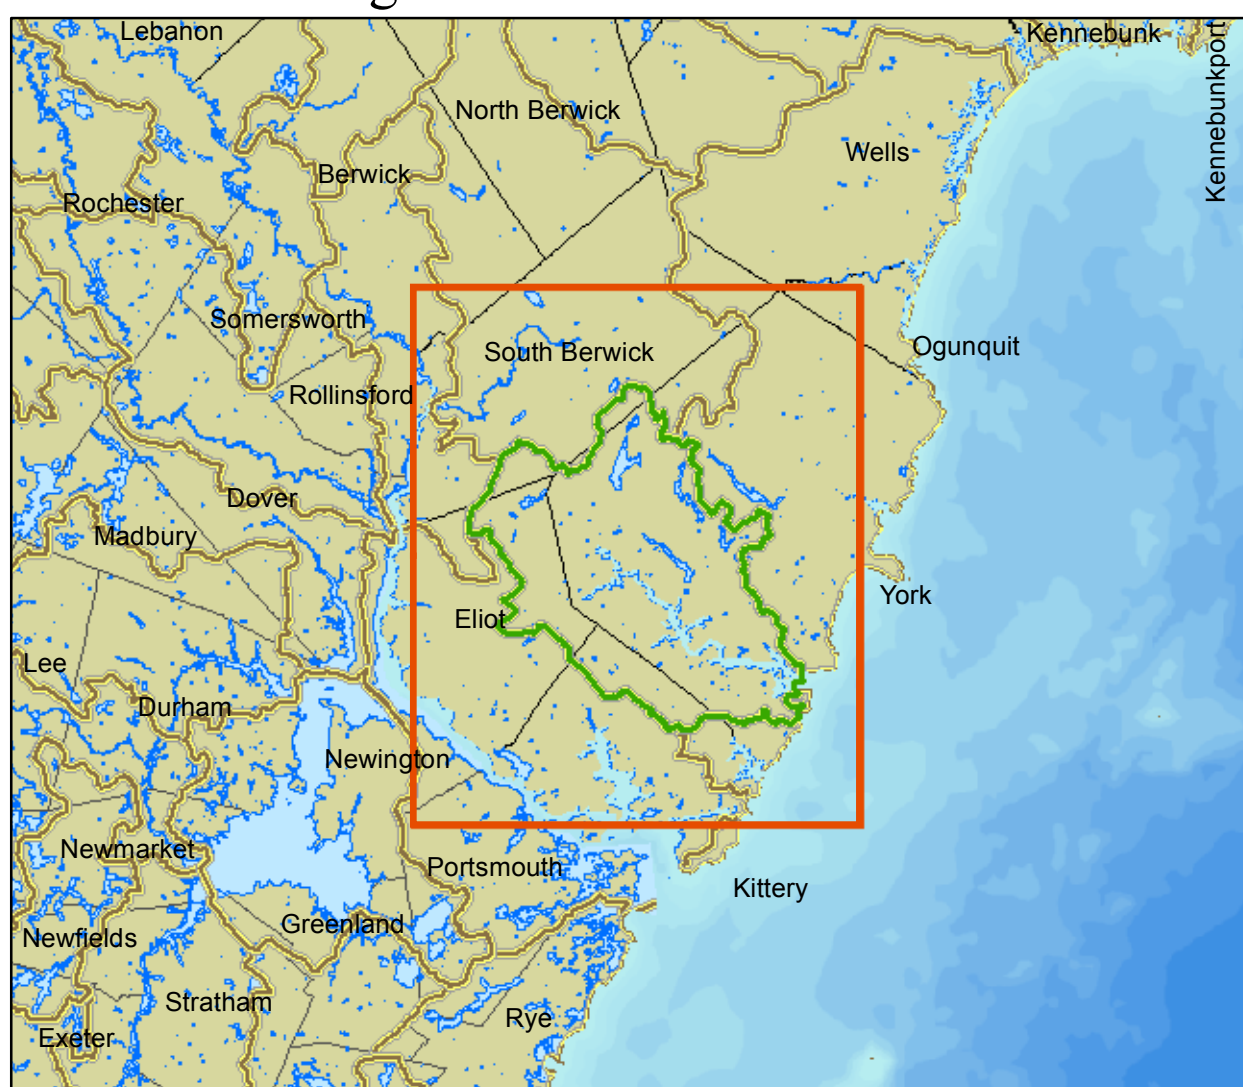 Lebanon
Kennebunk
Kennebunkport
North Berwick
Wells
Berwick
Rochester
Somersworth
Ogunquit
South Berwick
Rollinsford
Dover
Madbury
York
Eliot
Lee
Durham
Newington
Newmarket
Portsmouth
Kittery
Greenland
Newfields
Stratham
Rye
Exeter